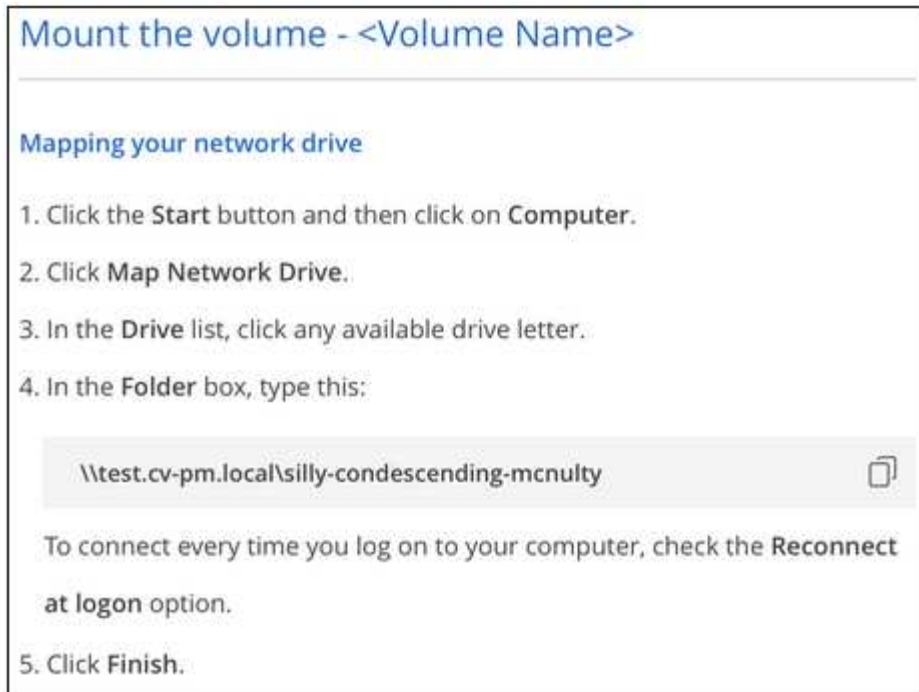 Mount the volume - <Volume Name>
Mapping your network drive
1. Click the Start button and then click on Computer.
2. Click Map Network Drive.
3. In the Drive list, click any available drive letter.
4. In the Folder box, type this:
\\test.cv-pm.local\silly-condescending-mcnulty
To connect every time you log on to your computer, check the Reconnect
at logon option.
5. Click Finish.